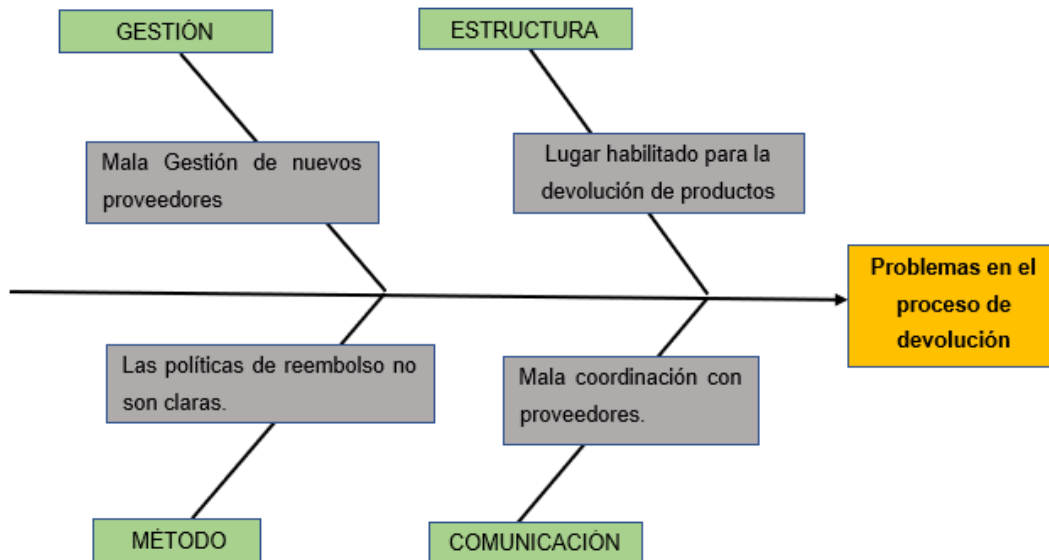 GESTIÓN
ESTRUCTURA
Mala Gestión de nuevos
proveedores
Lugar habilitado para la
devolución de productos
Problemas en el
proceso de
devolución
Las políticas de reembolso no
son claras.
Mala coordinación con
proveedores.
MÉTODO
COMUNICACIÓN